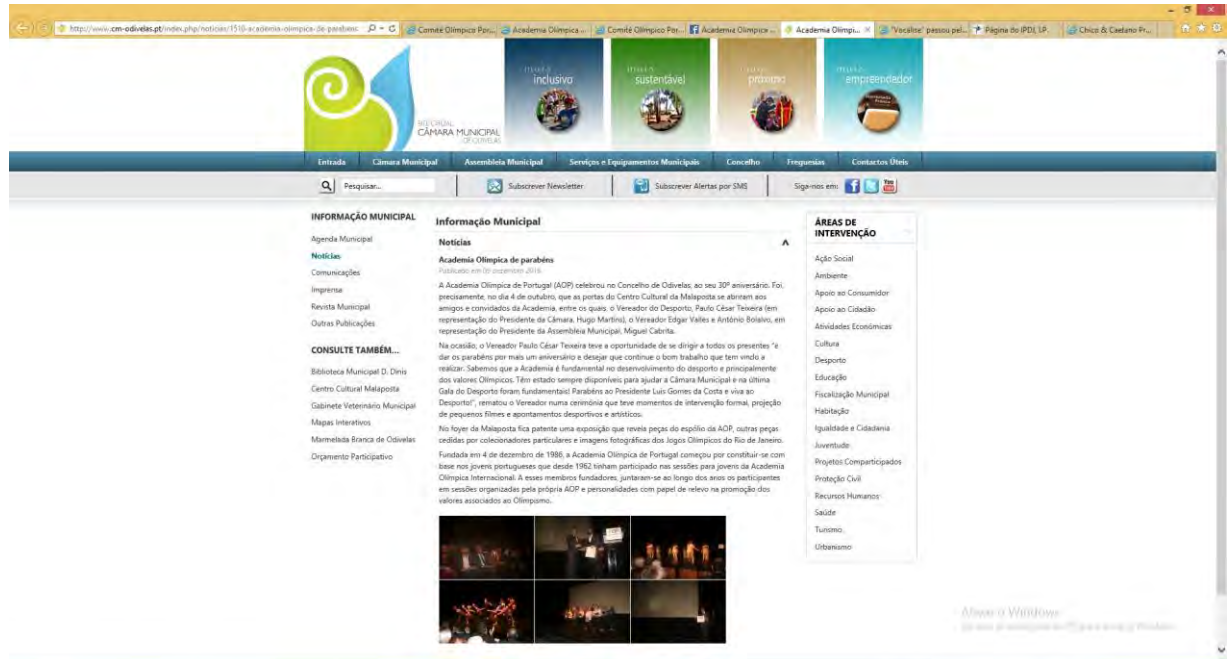 http://www.cm-odivelas.pt/index.php/noticias/1510-academia-olimpica-de-parabens
Comité Olímpico Por...
Academia Olímpica ...
Comité Olímpico Por...
Academia Olímpica ...
Academia Olímpi...
"Vocaline" passou pel...
Página do IPDJ, I.P.
Chico & Caetano Fr...
mais
inclusivo
mais
sustentável
mais
próximo
mais
empreendedor
CÂMARA MUNICIPAL
DE ODIVELAS
Entrada
Câmara Municipal
Assembleia Municipal
Serviços e Equipamentos Municipais
Concelho
Freguesias
Contactos Úteis
Pesquisar...
Subscrever Newsletter
Subscrever Alertas por SMS
Siga-nos em:
INFORMAÇÃO MUNICIPAL
Agenda Municipal
Notícias
Comunicações
Imprensa
Revista Municipal
Outras Publicações
CONSULTE TAMBÉM...
Biblioteca Municipal D. Dinis
Centro Cultural Malaposta
Gabinete Veterinário Municipal
Mapas Interativos
Marmelada Branca de Odivelas
Orçamento Participativo
Informação Municipal
Notícias
Academia Olímpica de parabéns
Publicado em 06 dezembro 2016
A Academia Olímpica de Portugal (AOP) celebrou no Concelho de Odivelas, ao seu 30º aniversário. Foi,
precisamente, no dia 4 de outubro, que as portas do Centro Cultural da Malaposta se abriram aos
amigos e convidados da Academia, entre os quais, o Vereador do Desporto, Paulo César Teixeira (em
representação do Presidente da Câmara, Hugo Martins), o Vereador Edgar Valles e António Boialvo, em
representação do Presidente da Assembleia Municipal, Miguel Cabrita.
Na ocasião, o Vereador Paulo César Teixeira teve a oportunidade de se dirigir a todos os presentes "e
dar os parabéns por mais um aniversário e desejar que continue o bom trabalho que tem vindo a
realizar. Sabemos que a Academia é fundamental no desenvolvimento do desporto e principalmente
dos valores Olímpicos. Têm estado sempre disponíveis para ajudar a Câmara Municipal e na última
Gala do Desporto foram fundamentais! Parabéns ao Presidente Luís Gomes da Costa e viva ao
Desporto!", rematou o Vereador numa cerimónia que teve momentos de intervenção formal, projeção
de pequenos filmes e apontamentos desportivos e artísticos.
No foyer da Malaposta fica patente uma exposição que revela peças do espólio da AOP, outras peças
cedidas por colecionadores particulares e imagens fotográficas dos Jogos Olímpicos do Rio de Janeiro.
Fundada em 4 de dezembro de 1986, a Academia Olímpica de Portugal começou por constituir-se com
base nos jovens portugueses que desde 1962 tinham participado nas sessões para jovens da Academia
Olímpica Internacional. A esses membros fundadores, juntaram-se ao longo dos anos os participantes
em sessões organizadas pela própria AOP e personalidades com papel de relevo na promoção dos
valores associados ao Olimpismo.
ÁREAS DE
INTERVENÇÃO
Ação Social
Ambiente
Apoio ao Consumidor
Apoio ao Cidadão
Atividades Económicas
Cultura
Desporto
Educação
Fiscalização Municipal
Habitação
Igualdade e Cidadania
Juventude
Projetos Comparticipados
Proteção Civil
Recursos Humanos
Saúde
Turismo
Urbanismo
Ativar o Windows